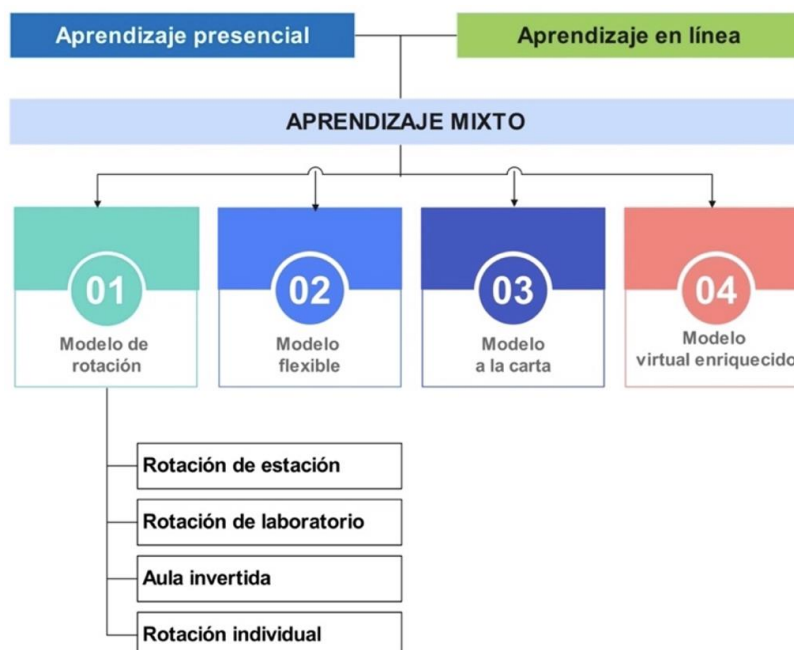 Aprendizaje presencial
Aprendizaje en línea
APRENDIZAJE MIXTO
01
Modelo de
rotación
02
Modelo
flexible
03
Modelo
a la carta
04
Modelo
virtual enriquecido
Rotación de estación
Rotación de laboratorio
Aula invertida
Rotación individual